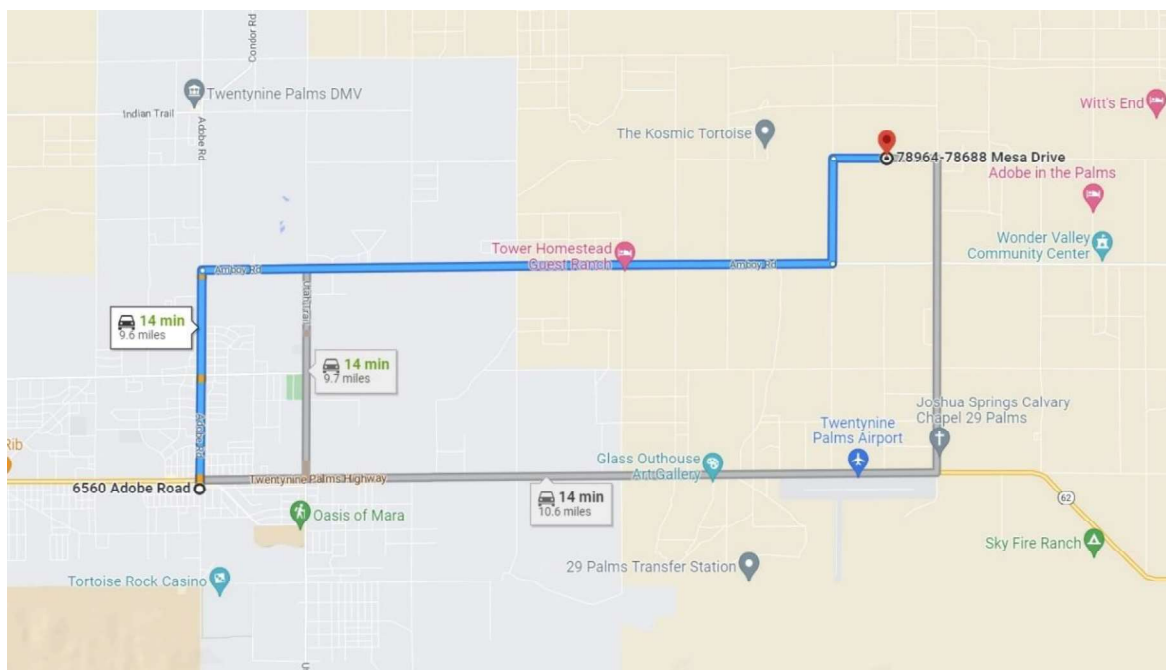 Condor Rd
Twentynine Palms DMV
Indian Trail
Adobe Rd
Witt's End
The Kosmic Tortoise
78964-78688 Mesa Drive
Adobe in the Palms
Wonder Valley
Community Center
Tower Homestead
Guest Ranch
Amboy Rd
Amboy Rd
Utah Trail
14 min
9.6 miles
14 min
9.7 miles
Joshua Springs Calvary
Chapel 29 Palms
Adobe Rd
Twentynine
Palms Airport
Rib
Glass Outhouse
Art Gallery
Twentynine Palms Highway
6560 Adobe Road
14 min
10.6 miles
62
Oasis of Mara
Sky Fire Ranch
29 Palms Transfer Station
Tortoise Rock Casino
U